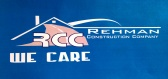 REHMAN
CONSTRUCTION COMPANY
RCC
WE CARE